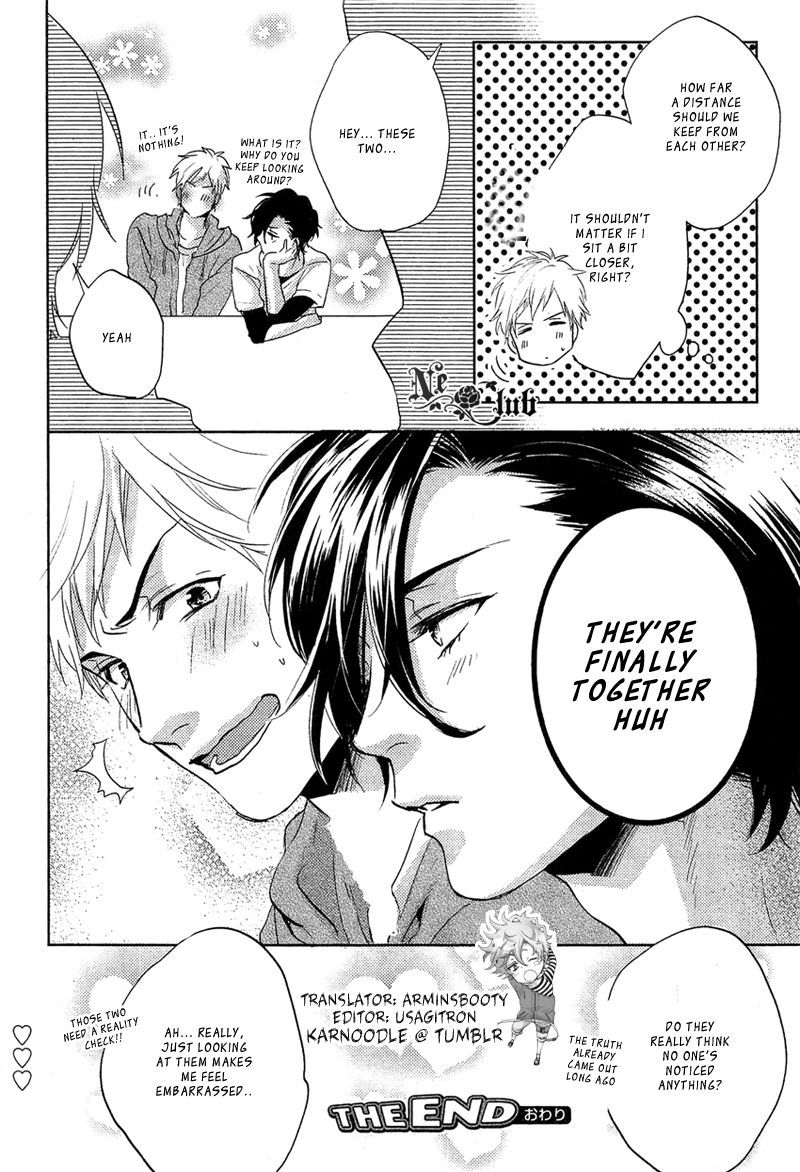 HOW FAR
A DISTANCE
SHOULD WE
KEEP FROM
EACH OTHER?
IT SHOULDN'T
MATTER IF I
SIT A BIT
CLOSER,
RIGHT?
HEY... THESE
TWO...
WHAT IS IT?
WHY DO YOU
KEEP LOOKING
AROUND?
IT.. IT'S
NOTHING!
YEAH
Ne Club
THEY'RE
FINALLY
TOGETHER
HUH
DO THEY
REALLY THINK
NO ONE'S
NOTICED
ANYTHING?
THE TRUTH
ALREADY
CAME OUT
LONG AGO
TRANSLATOR: ARMINSBOOTY
EDITOR: USAGITRON
KARNOODLE @ TUMBLR
AH... REALLY,
JUST LOOKING
AT THEM MAKES
ME FEEL
EMBARRASSED..
THOSE TWO
NEED A REALITY
CHECK!!
THE END おわり